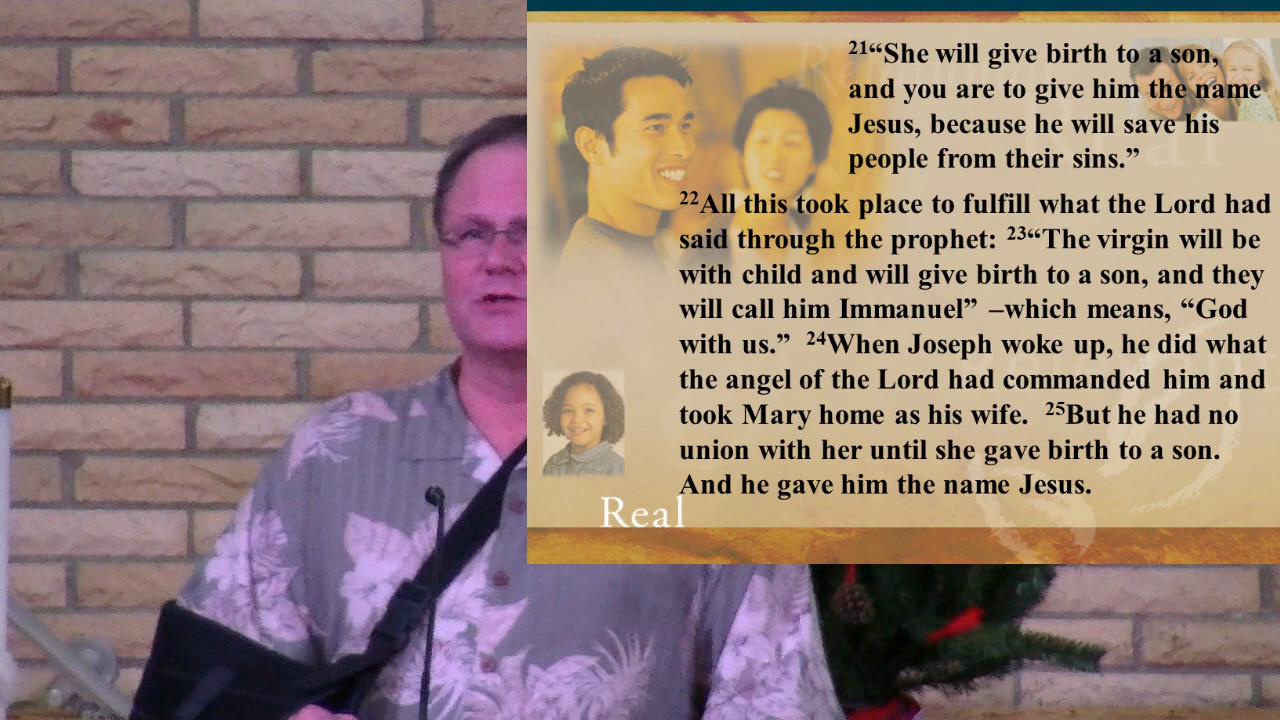 21“She will give birth to a son,
and you are to give him the name
Jesus, because he will save his
people from their sins.”
22All this took place to fulfill what the Lord had
said through the prophet: 23“The virgin will be
with child and will give birth to a son, and they
will call him Immanuel” –which means, “God
with us.” 24When Joseph woke up, he did what
the angel of the Lord had commanded him and
took Mary home as his wife. 25But he had no
union with her until she gave birth to a son.
And he gave him the name Jesus.
Real